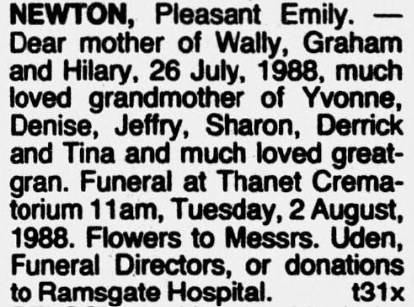 NEWTON, Pleasant Emily. —
Dear mother of Wally, Graham
and Hilary, 26 July, 1988, much
loved grandmother of Yvonne,
Denise, Jeffry, Sharon, Derrick
and Tina and much loved great-
gran. Funeral at Thanet Crema-
torium 11am, Tuesday, 2 August,
1988. Flowers to Messrs. Uden,
Funeral Directors, or donations
to Ramsgate Hospital. t31x